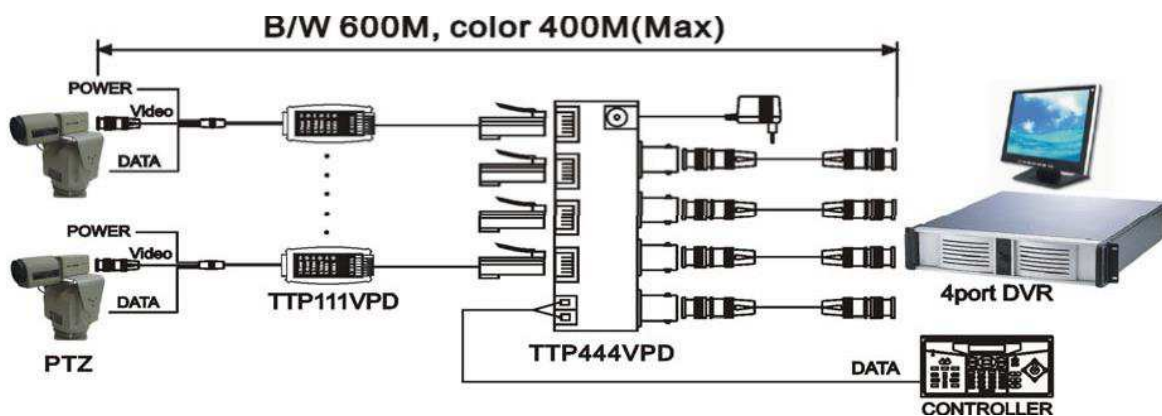 B/W 600M, color 400M(Max)
POWER
Video
DATA
POWER
Video
DATA
TTP111VPD
PTZ
TTP444VPD
4port DVR
DATA
CONTROLLER